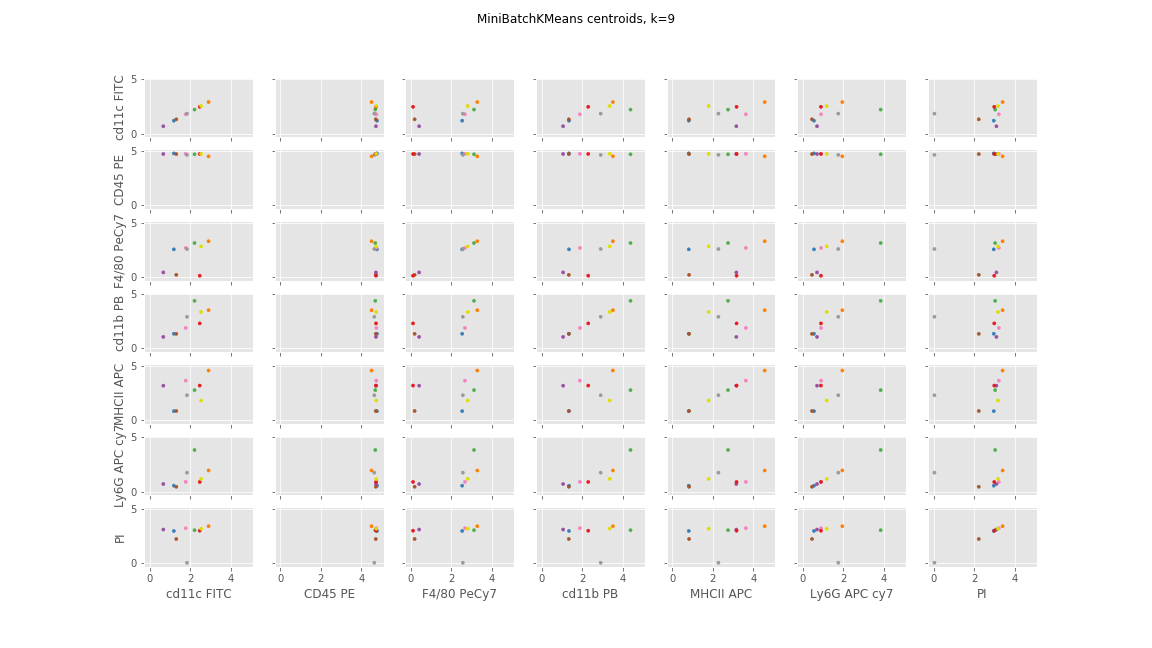 MiniBatchKMeans centroids, k=9
cd11c FITC
5
0
CD45 PE
5
0
F4/80 PeCy7
5
0
cd11b PB
5
0
MHCII APC
5
0
Ly6G APC cy7
5
0
PI
5
0
0 2 4 0 2 4 0 2 4 0 2 4 0 2 4 0 2 4 0 2 4
cd11c FITC CD45 PE F4/80 PeCy7 cd11b PB MHCII APC Ly6G APC cy7 PI